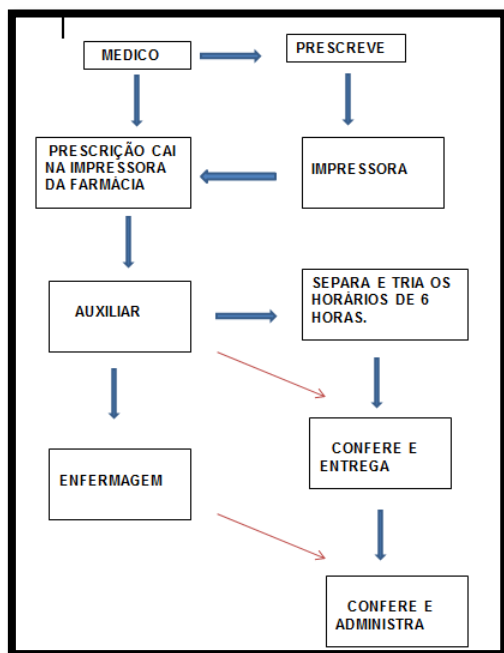 MEDICO
PRESCREVE
PRESCRIÇÃO CAI
NA IMPRESSORA
DA FARMÁCIA
IMPRESSORA
AUXILIAR
SEPARA E TRIA OS
HORÁRIOS DE 6
HORAS.
CONFERE E
ENTREGA
ENFERMAGEM
CONFERE E
ADMINISTRA